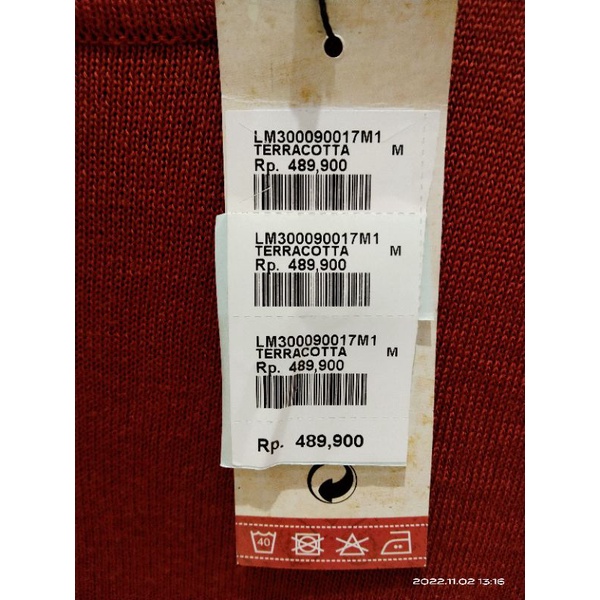 LM300090017M1
TERRACOTTA M
Rp. 489,900
LM300090017M1
TERRACOTTA M
Rp. 489,900
LM300090017M1
TERRACOTTA M
Rp. 489,900
Rp. 489,900
40
2022.11.02 13:16